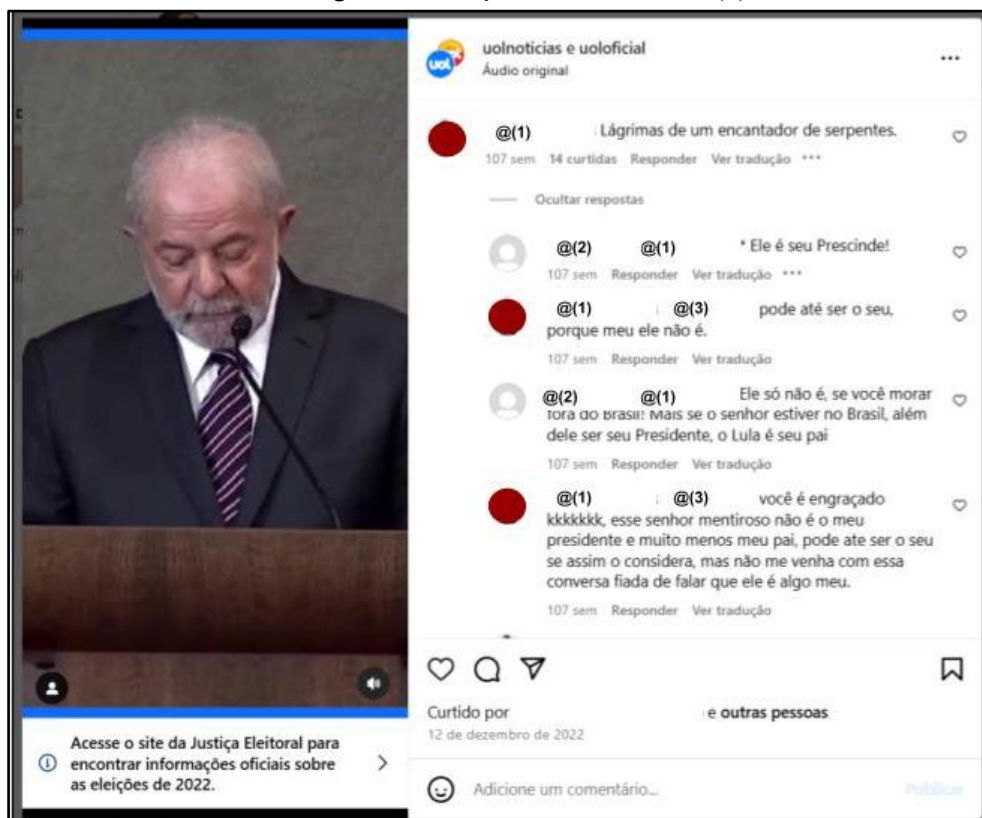 uolnoticias e uoloficial
uol
Áudio original
@(1) Lágrimas de um encantador de serpentes.
107 sem 14 curtidas Responder Ver tradução
Ocultar respostas
@(2) @(1) * Ele é seu Prescinde!
107 sem Responder Ver tradução
@(1) @(3) pode até ser o seu,
porque meu ele não é.
107 sem Responder Ver tradução
@(2) @(1) Ele só não é, se você morar
fora do Brasil! Mais se o senhor estiver no Brasil, além
dele ser seu Presidente, o Lula é seu pai
107 sem Responder Ver tradução
@(1) @(3) você é engraçado
kkkkkkk, esse senhor mentiroso não é o meu
presidente e muito menos meu pai, pode ate ser o seu
se assim o considera, mas não me venha com essa
conversa fiada de falar que ele é algo meu.
107 sem Responder Ver tradução
Curtido por e outras pessoas
12 de dezembro de 2022
Acesse o site da Justiça Eleitoral para
encontrar informações oficiais sobre
as eleições de 2022.
Adicione um comentário...
Publicar